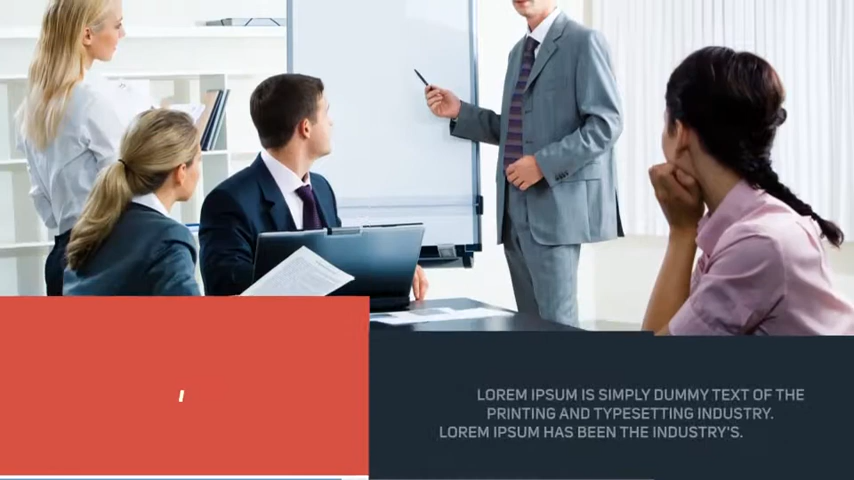 LOREM IPSUM IS SIMPLY DUMMY TEXT OF THE
PRINTING AND TYPESETTING INDUSTRY.
LOREM IPSUM HAS BEEN THE INDUSTRY'S.